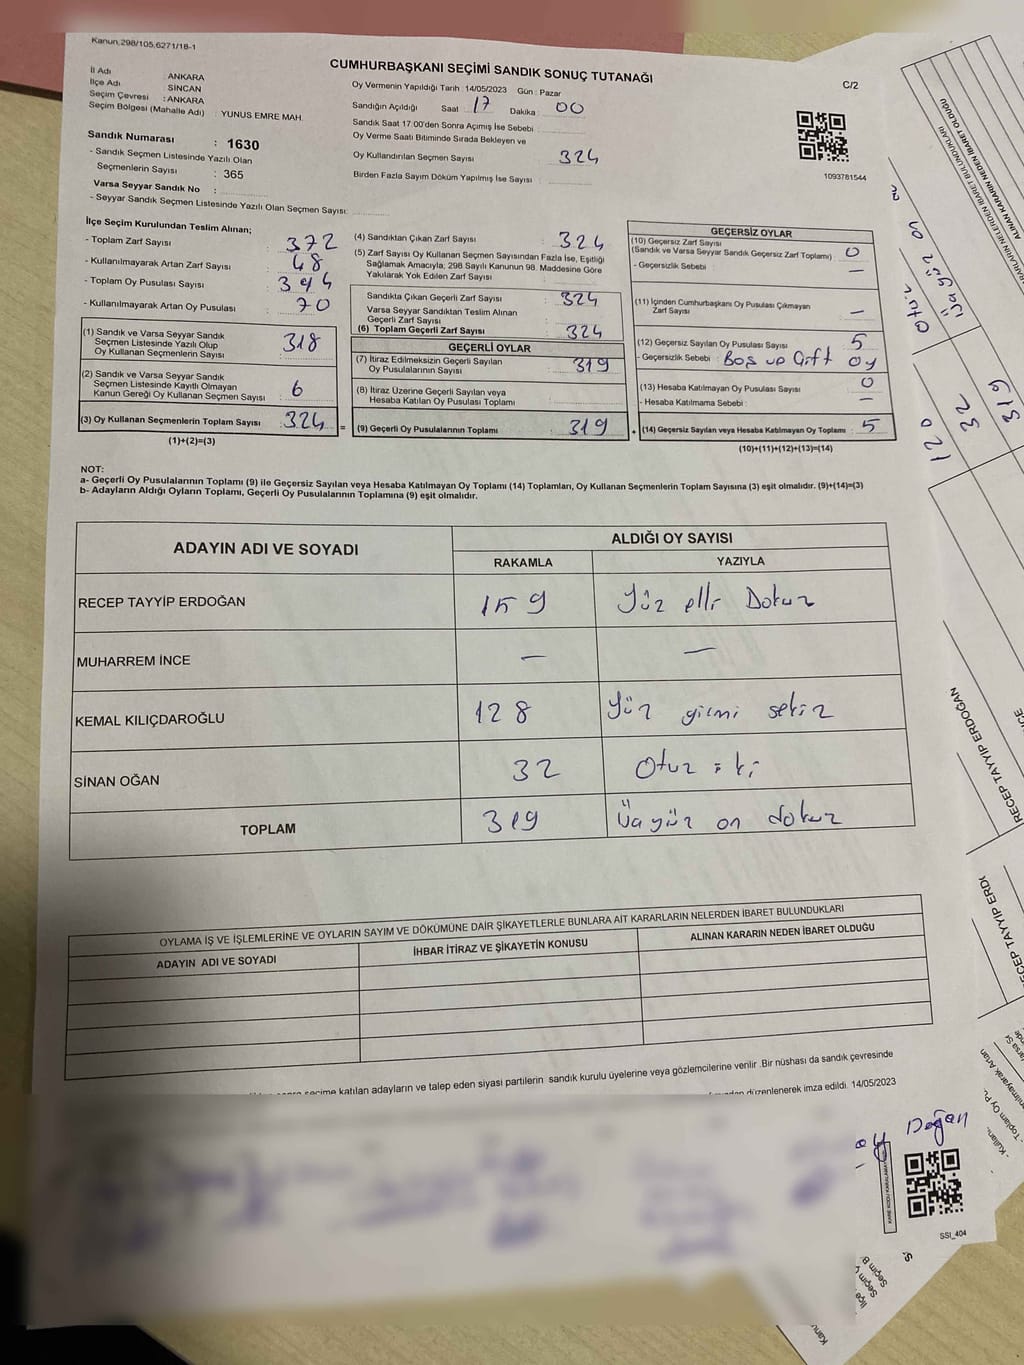 Kanun,298/105,6271/18-1
CUMHURBAŞKANI SEÇİMİ SANDIK SONUÇ TUTANAĞI
C/2
İl Adı : ANKARA
İlçe Adı : SİNCAN
Seçim Çevresi : ANKARA
Seçim Bölgesi (Mahalle Adı) : YUNUS EMRE MAH.
Oy Vermenin Yapıldığı Tarih : 14/05/2023 Gün : Pazar
Sandığın Açıldığı Saat 17 Dakika : 00
Sandık Saat 17.00'den Sonra Açımış İse Sebebi :
Oy Verme Saati Bitiminde Sırada Bekleyen ve
Oy Kullandırılan Seçmen Sayısı 324
Birden Fazla Sayım Döküm Yapılmış İse Sayısı :
1093781544
Sandık Numarası : 1630
- Sandık Seçmen Listesinde Yazılı Olan
Seçmenlerin Sayısı : 365
Varsa Seyyar Sandık No :
- Seyyar Sandık Seçmen Listesinde Yazılı Olan Seçmen Sayısı:
İlçe Seçim Kurulundan Teslim Alınan;
- Toplam Zarf Sayısı : 372
- Kullanılmayarak Artan Zarf Sayısı : 48
- Toplam Oy Pusulası Sayısı : 394
- Kullanılmayarak Artan Oy Pusulası : 70
(1) Sandık ve Varsa Seyyar Sandık
Seçmen Listesinde Yazılı Olup
Oy Kullanan Seçmenlerin Sayısı : 318
(2) Sandık ve Varsa Seyyar Sandık
Seçmen Listesinde Kayıtlı Olmayan
Kanun Gereği Oy Kullanan Seçmen Sayısı : 6
(3) Oy Kullanan Seçmenlerin Toplam Sayısı : 324 =
(1)+(2)=(3)
(4) Sandıktan Çıkan Zarf Sayısı : 324
(5) Zarf Sayısı Oy Kullanan Seçmen Sayısından Fazla İse, Eşitliği
Sağlamak Amacıyla, 298 Sayılı Kanunun 98. Maddesine Göre
Yakılarak Yok Edilen Zarf Sayısı :
Sandıkta Çıkan Geçerli Zarf Sayısı : 324
Varsa Seyyar Sandıktan Teslim Alınan
Geçerli Zarf Sayısı :
(6) Toplam Geçerli Zarf Sayısı : 324
GEÇERLİ OYLAR
(7) İtiraz Edilmeksizin Geçerli Sayılan
Oy Pusulalarının Sayısı : 319
(8) İtiraz Üzerine Geçerli Sayılan veya
Hesaba Katılan Oy Pusulası Toplamı :
(9) Geçerli Oy Pusulalarının Toplamı : 319 +
GEÇERSİZ OYLAR
(10) Geçersiz Zarf Sayısı
(Sandık ve Varsa Seyyar Sandık Geçersiz Zarf Toplamı) : 0
- Geçersizlik Sebebi : —
(11) İçinden Cumhurbaşkanı Oy Pusulası Çıkmayan
Zarf Sayısı : —
(12) Geçersiz Sayılan Oy Pusulası Sayısı : 5
- Geçersizlik Sebebi : Boş ve Çift oy
(13) Hesaba Katılmayan Oy Pusulası Sayısı : 0
- Hesaba Katılmama Sebebi : —
(14) Geçersiz Sayılan veya Hesaba Katılmayan Oy Toplamı : 5
(10)+(11)+(12)+(13)=(14)
NOT:
a- Geçerli Oy Pusulalarının Toplamı (9) ile Geçersiz Sayılan veya Hesaba Katılmayan Oy Toplamı (14) Toplamları, Oy Kullanan Seçmenlerin Toplam Sayısına (3) eşit olmalıdır. (9)+(14)=(3)
b- Adayların Aldığı Oyların Toplamı, Geçerli Oy Pusulalarının Toplamına (9) eşit olmalıdır.
ADAYIN ADI VE SOYADI ALDIĞI OY SAYISI
RAKAMLA YAZIYLA
RECEP TAYYİP ERDOĞAN 159 Yüz elli Dokuz
MUHARREM İNCE — —
KEMAL KILIÇDAROĞLU 128 Yüz yirmi sekiz
SİNAN OĞAN 32 Otuz iki
TOPLAM 319 Üçyüz on dokuz
OYLAMA İŞ VE İŞLEMLERİNE VE OYLARIN SAYIM VE DÖKÜMÜNE DAİR ŞİKAYETLERLE BUNLARA AİT KARARLARIN NELERDEN İBARET BULUNDUKLARI
ADAYIN ADI VE SOYADI İHBAR İTİRAZ VE ŞİKAYETİN KONUSU ALINAN KARARIN NEDEN İBARET OLDUĞU
seçime katılan adayların ve talep eden siyasi partilerin sandık kurulu üyelerine veya gözlemcilerine verilir .Bir nüshası da sandık çevresinde
düzenlenerek imza edildi. 14/05/2023
Doğan
SSI_404
ALINAN KARARIN NEDEN İBARET OLDUĞU
120
32
319
RECEP TAYYİP ERDOĞAN
RECEP TAYYİP ERDOĞAN